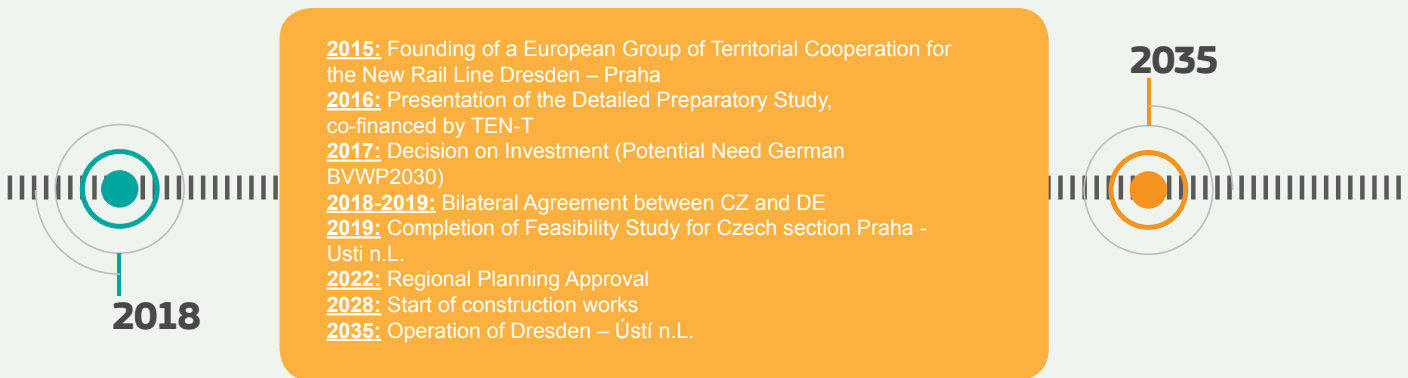 2015: Founding of a European Group of Territorial Cooperation for
the New Rail Line Dresden – Praha
2016: Presentation of the Detailed Preparatory Study,
co-financed by TEN-T
2017: Decision on Investment (Potential Need German
BVWP2030)
2018-2019: Bilateral Agreement between CZ and DE
2019: Completion of Feasibility Study for Czech section Praha -
Usti n.L.
2022: Regional Planning Approval
2028: Start of construction works
2035: Operation of Dresden – Ústí n.L.
2018
2035